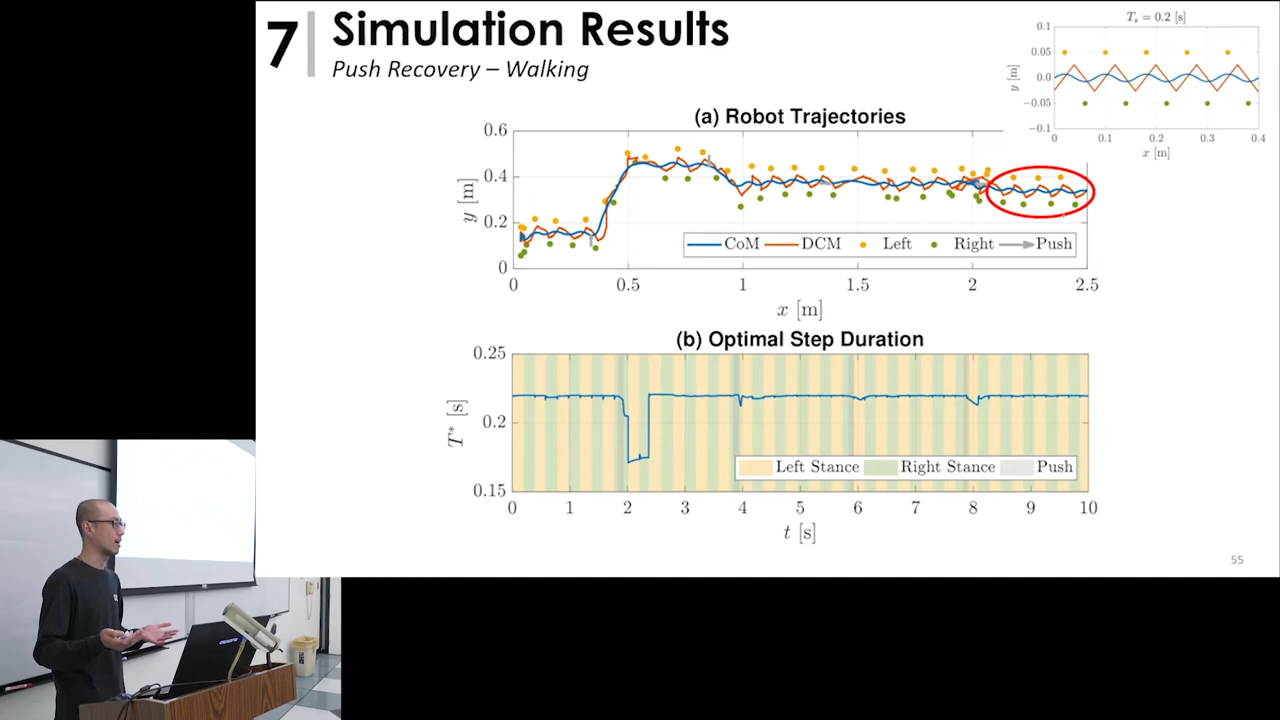 7
Simulation Results
Push Recovery – Walking
T_s = 0.2 [s]
0.1
0.05
0.0
−0.05
−0.1
y [m]
0 0.1 0.2 0.3 0.4
x [m]
(a) Robot Trajectories
0.6
0.4
0.2
0
y [m]
CoM DCM Left Right Push
0 0.5 1 1.5 2 2.5
x [m]
(b) Optimal Step Duration
0.25
0.2
0.15
T* [s]
Left Stance Right Stance Push
0 1 2 3 4 5 6 7 8 9 10
t [s]
55